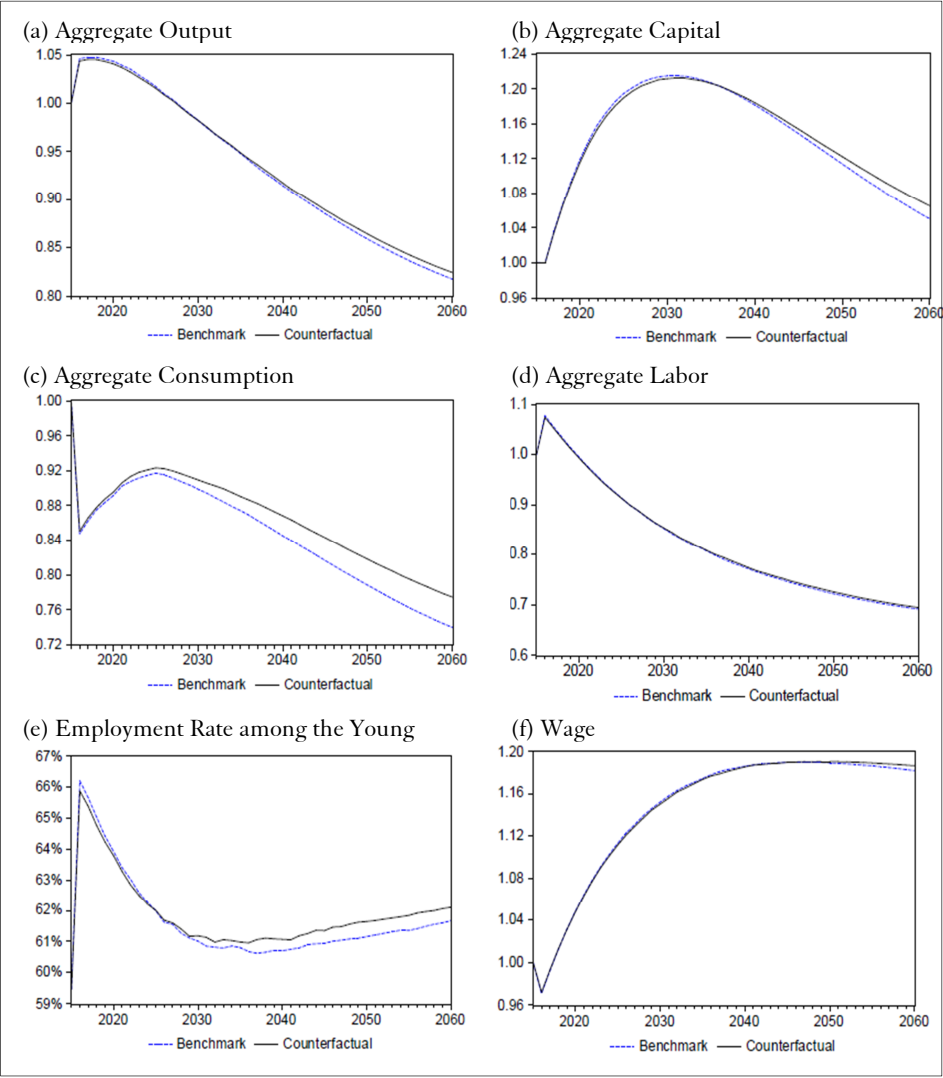 (a) Aggregate Output
1.05
1.00
0.95
0.90
0.85
0.80
2020 2030 2040 2050 2060
Benchmark Counterfactual
(b) Aggregate Capital
1.24
1.20
1.16
1.12
1.08
1.04
1.00
0.96
2020 2030 2040 2050 2060
Benchmark Counterfactual
(c) Aggregate Consumption
1.00
0.96
0.92
0.88
0.84
0.80
0.76
0.72
2020 2030 2040 2050 2060
Benchmark Counterfactual
(d) Aggregate Labor
1.1
1.0
0.9
0.8
0.7
0.6
2020 2030 2040 2050 2060
Benchmark Counterfactual
(e) Employment Rate among the Young
67%
66%
65%
64%
63%
62%
61%
60%
59%
2020 2030 2040 2050 2060
Benchmark Counterfactual
(f) Wage
1.20
1.16
1.12
1.08
1.04
1.00
0.96
2020 2030 2040 2050 2060
Benchmark Counterfactual